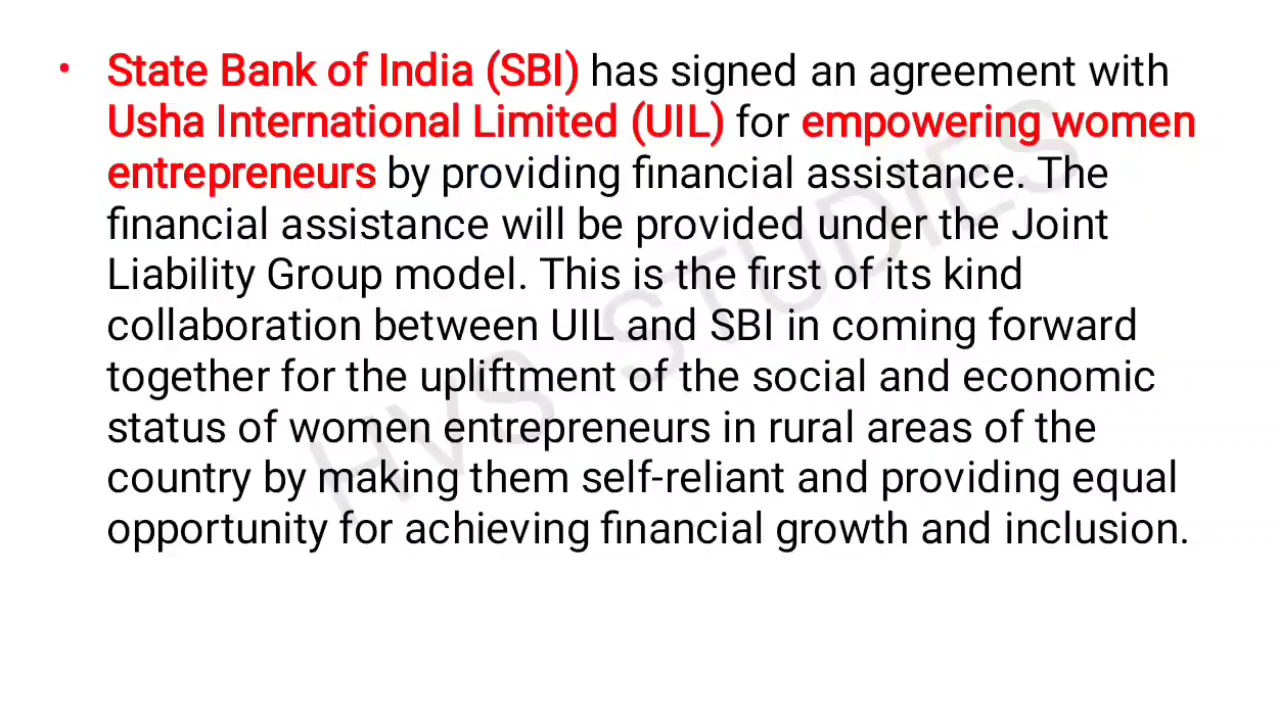 • State Bank of India (SBI) has signed an agreement with
Usha International Limited (UIL) for empowering women
entrepreneurs by providing financial assistance. The
financial assistance will be provided under the Joint
Liability Group model. This is the first of its kind
collaboration between UIL and SBI in coming forward
together for the upliftment of the social and economic
status of women entrepreneurs in rural areas of the
country by making them self-reliant and providing equal
opportunity for achieving financial growth and inclusion.
HVS STUDIES